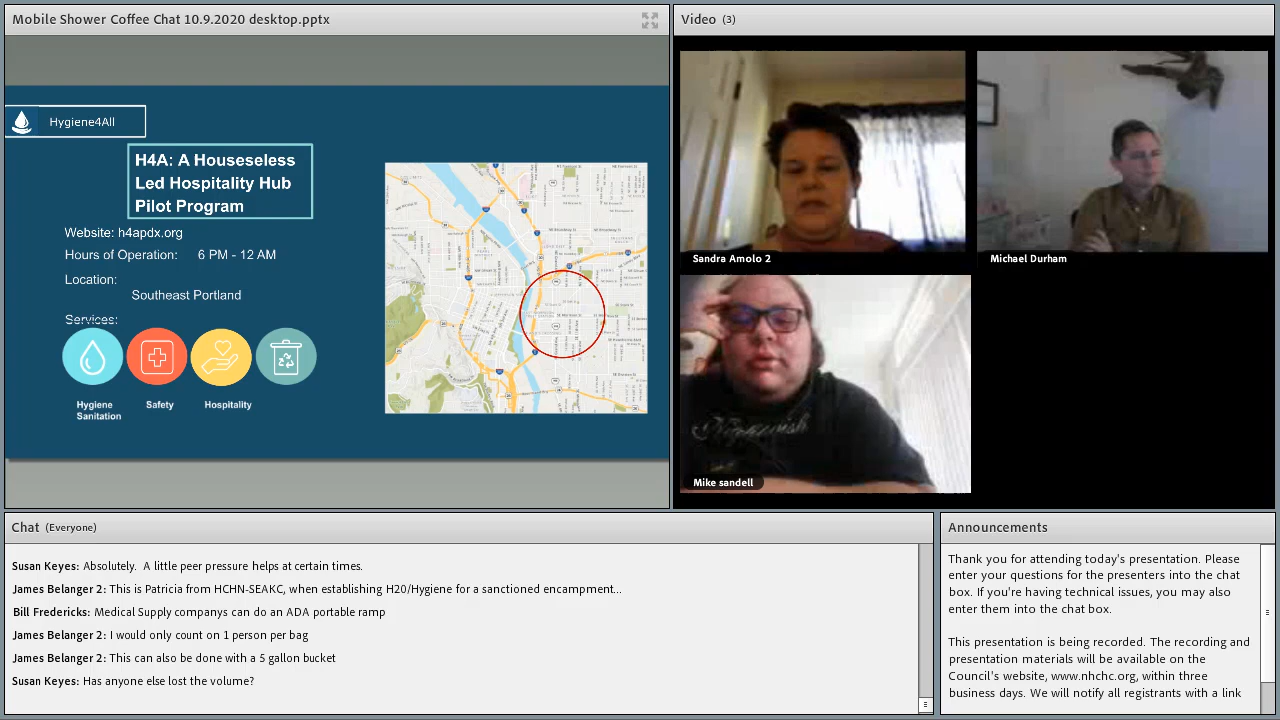 Mobile Shower Coffee Chat 10.9.2020 desktop.pptx
Hygiene4All
H4A: A Houseseless
Led Hospitality Hub
Pilot Program
Website: h4apdx.org
Hours of Operation: 6 PM - 12 AM
Location:
Southeast Portland
Services:
Hygiene
Sanitation
Safety
Hospitality
Video (3)
Sandra Amolo 2
Michael Durham
Mike sandell
Chat (Everyone)
Susan Keyes: Absolutely. A little peer pressure helps at certain times.
James Belanger 2: This is Patricia from HCHN-SEAKC, when establishing H20/Hygiene for a sanctioned encampment...
Bill Fredericks: Medical Supply companys can do an ADA portable ramp
James Belanger 2: I would only count on 1 person per bag
James Belanger 2: This can also be done with a 5 gallon bucket
Susan Keyes: Has anyone else lost the volume?
Announcements
Thank you for attending today's presentation. Please
enter your questions for the presenters into the chat
box. If you're having technical issues, you may also
enter them into the chat box.
This presentation is being recorded. The recording and
presentation materials will be available on the
Council's website, www.nhchc.org, within three
business days. We will notify all registrants with a link